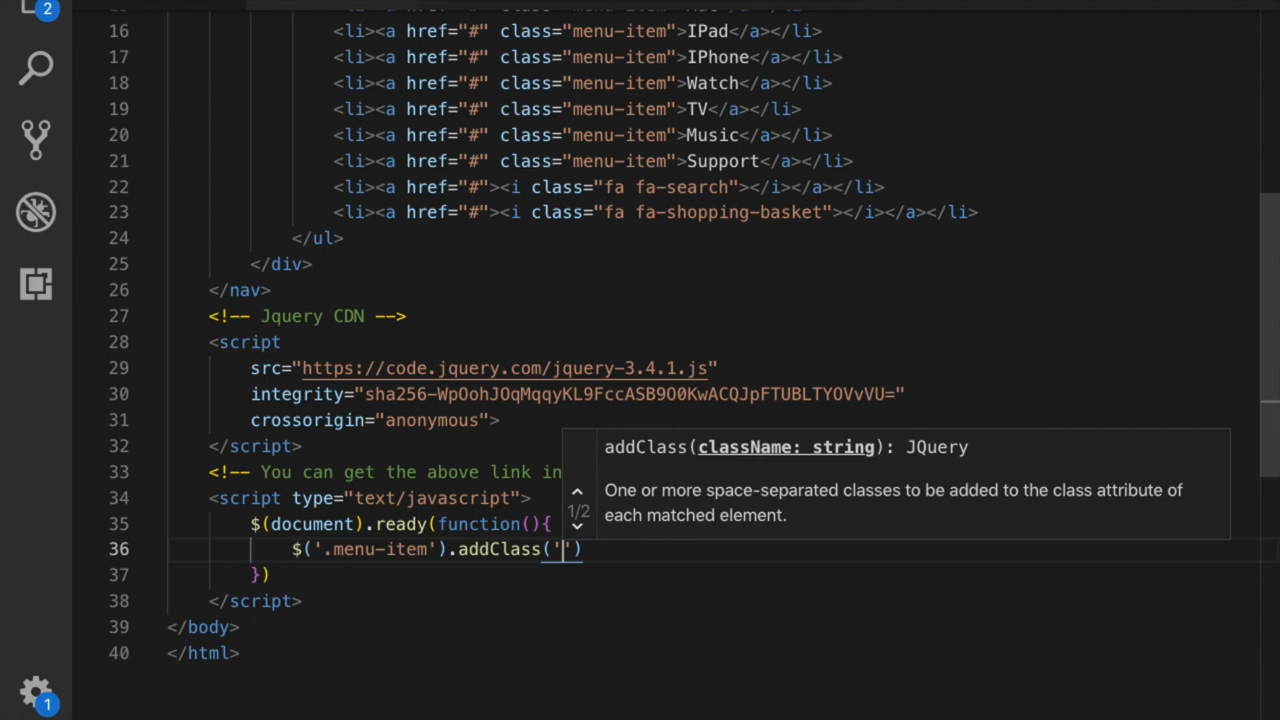 2
16 <li><a href="#" class="menu-item">IPad</a></li>
17 <li><a href="#" class="menu-item">IPhone</a></li>
18 <li><a href="#" class="menu-item">Watch</a></li>
19 <li><a href="#" class="menu-item">TV</a></li>
20 <li><a href="#" class="menu-item">Music</a></li>
21 <li><a href="#" class="menu-item">Support</a></li>
22 <li><a href="#"><i class="fa fa-search"></i></a></li>
23 <li><a href="#"><i class="fa fa-shopping-basket"></i></a></li>
24 </ul>
25 </div>
26 </nav>
27 <!-- Jquery CDN -->
28 <script
29 src="https://code.jquery.com/jquery-3.4.1.js"
30 integrity="sha256-WpOohJOqMqqyKL9FccASB9O0KwACQJpFTUBLTYOVvVU="
31 crossorigin="anonymous">
32 </script>
addClass(className: string): JQuery
33 <!-- You can get the above link in
One or more space-separated classes to be added to the class attribute of
34 <script type="text/javascript">
1/2
each matched element.
35 $(document).ready(function(){
36 $('.menu-item').addClass('')
37 })
38 </script>
39 </body>
40 </html>
1